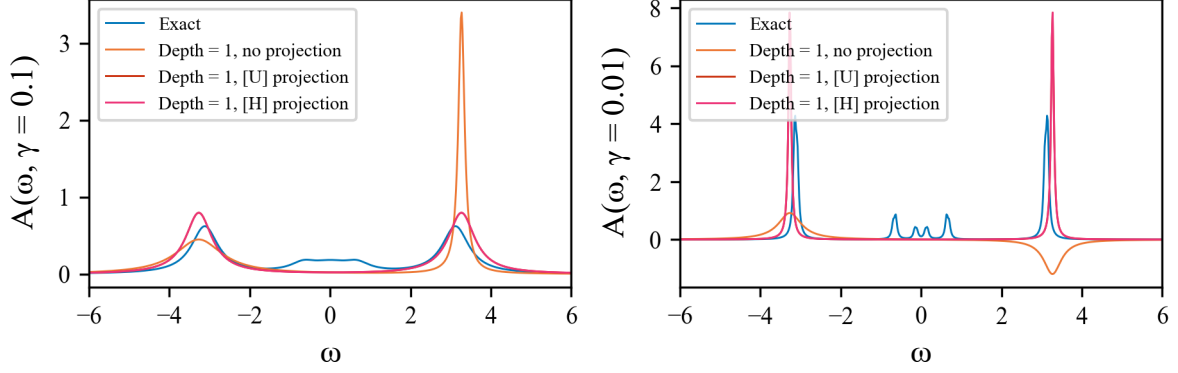 A(ω, γ = 0.1)
3
2
1
0
Exact
Depth = 1, no projection
Depth = 1, [U] projection
Depth = 1, [H] projection
−6 −4 −2 0 2 4 6
ω
A(ω, γ = 0.01)
8
6
4
2
0
Exact
Depth = 1, no projection
Depth = 1, [U] projection
Depth = 1, [H] projection
−6 −4 −2 0 2 4 6
ω